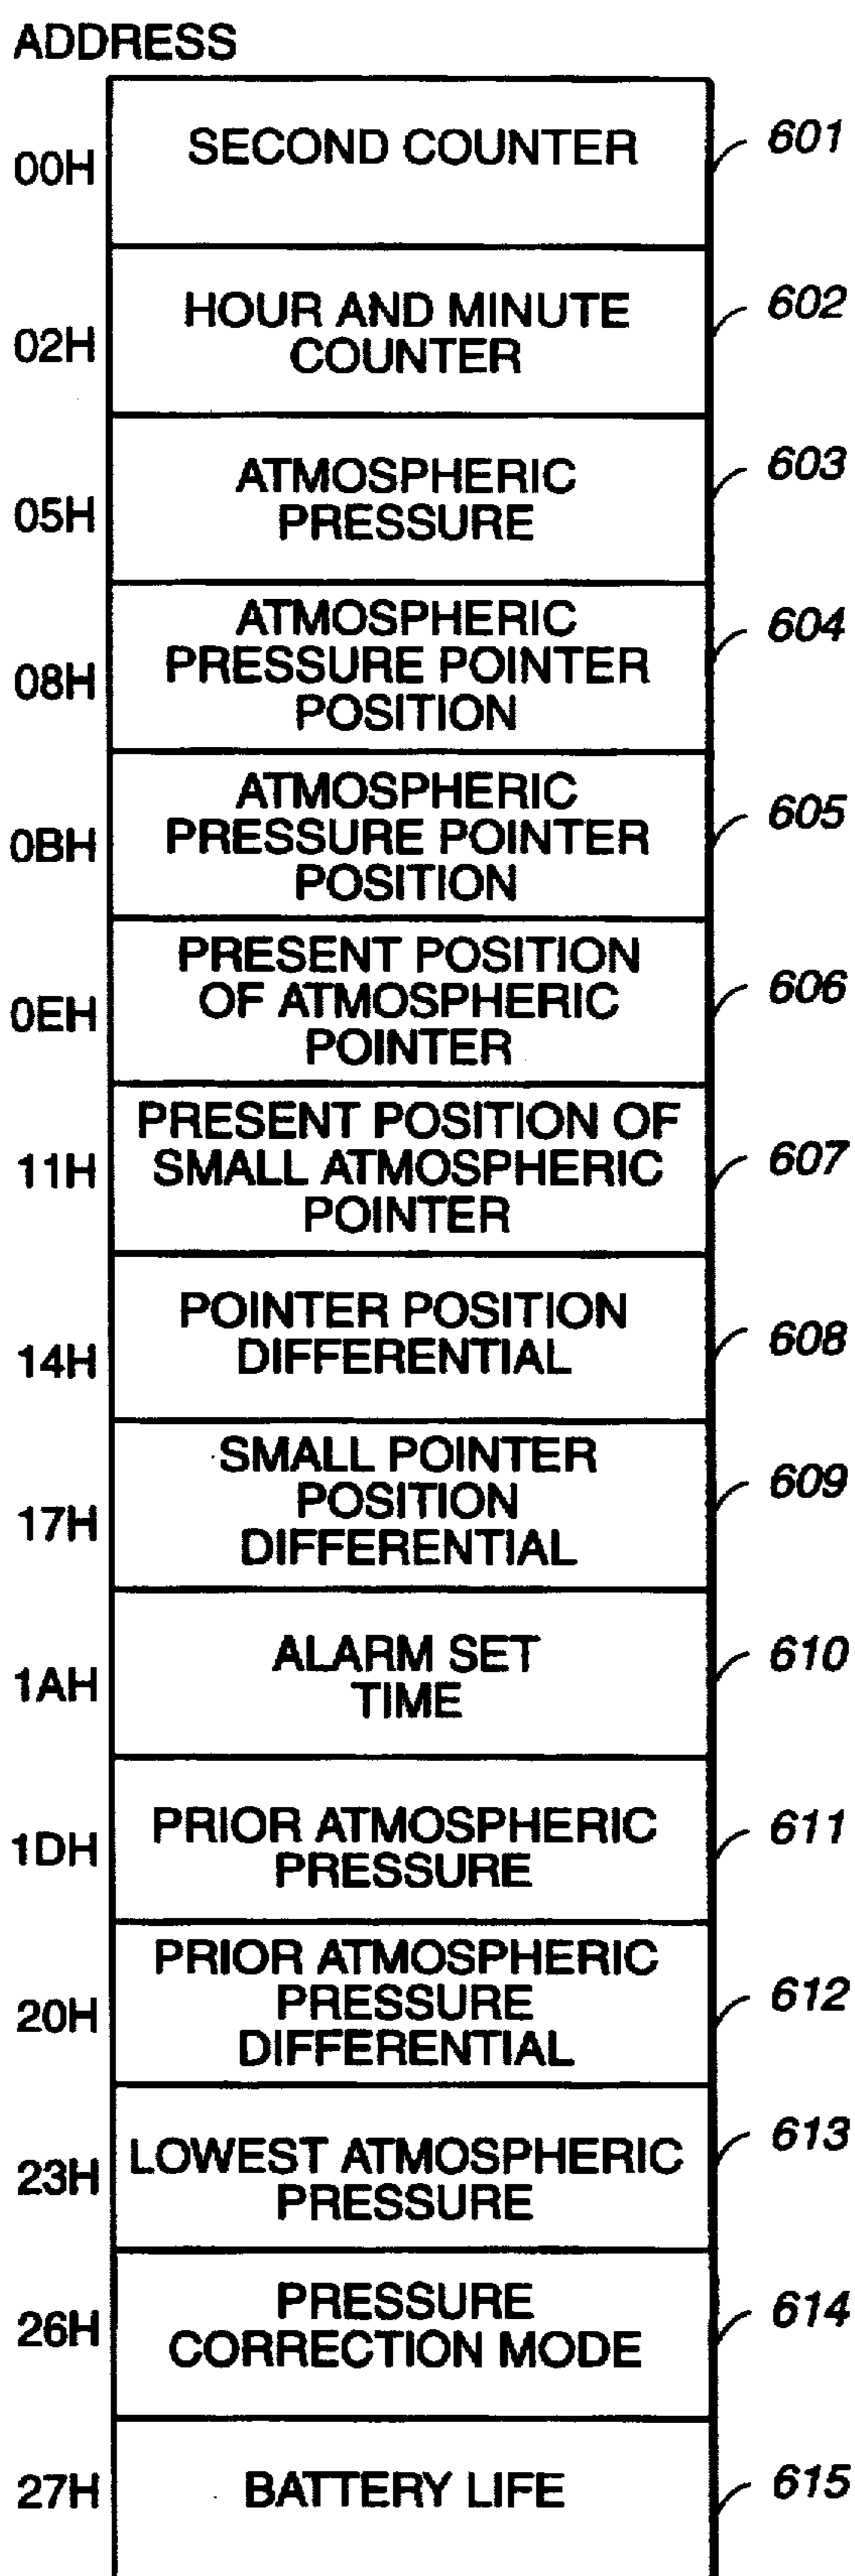 ADDRESS
00H
SECOND COUNTER
601
02H
HOUR AND MINUTE
COUNTER
602
05H
ATMOSPHERIC
PRESSURE
603
08H
ATMOSPHERIC
PRESSURE POINTER
POSITION
604
0BH
ATMOSPHERIC
PRESSURE POINTER
POSITION
605
0EH
PRESENT POSITION
OF ATMOSPHERIC
POINTER
606
11H
PRESENT POSITION OF
SMALL ATMOSPHERIC
POINTER
607
14H
POINTER POSITION
DIFFERENTIAL
608
17H
SMALL POINTER
POSITION
DIFFERENTIAL
609
1AH
ALARM SET
TIME
610
1DH
PRIOR ATMOSPHERIC
PRESSURE
611
20H
PRIOR ATMOSPHERIC
PRESSURE
DIFFERENTIAL
612
23H
LOWEST ATMOSPHERIC
PRESSURE
613
26H
PRESSURE
CORRECTION MODE
614
27H
BATTERY LIFE
615